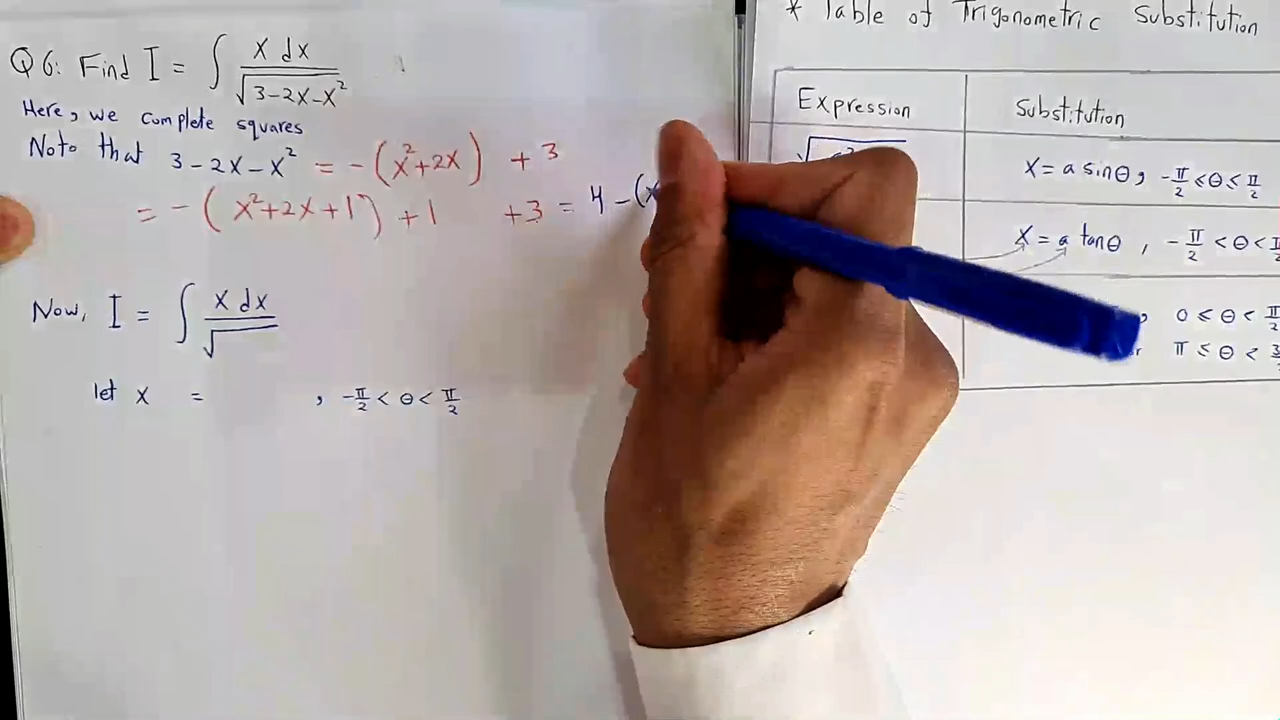 Q6: Find I = ∫ x dx / √(3-2x-x²)
Here, we complete squares
Note that 3-2x-x² = -(x²+2x) +3
= -(x²+2x+1) +1 +3 = 4-(x
Now, I = ∫ x dx / √
let x = , -π/2 < θ < π/2
* Table of Trigonometric Substitution
Expression Substitution
x = a sinθ, -π/2 ≤ θ ≤ π/2
x = a tanθ, -π/2 < θ <
, 0 ≤ θ < π/2
π ≤ θ <